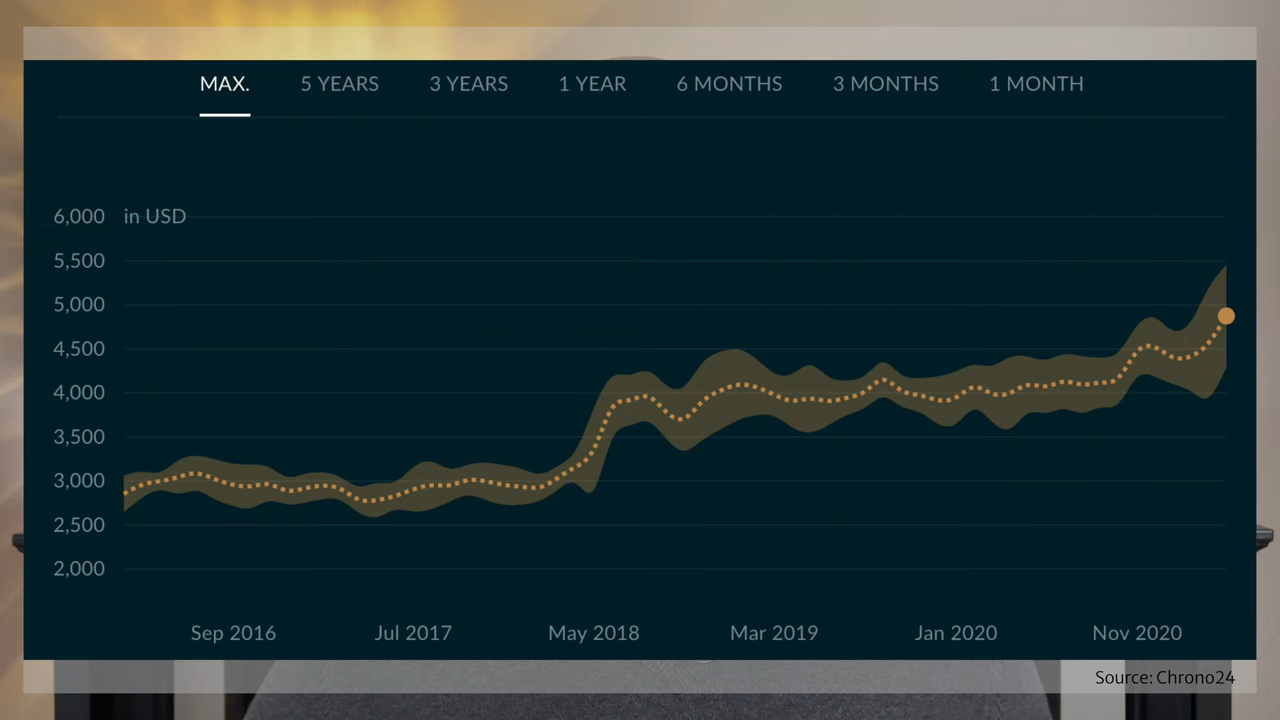 MAX. 5 YEARS 3 YEARS 1 YEAR 6 MONTHS 3 MONTHS 1 MONTH
6,000 in USD
5,500
5,000
4,500
4,000
3,500
3,000
2,500
2,000
Sep 2016 Jul 2017 May 2018 Mar 2019 Jan 2020 Nov 2020
Source: Chrono24